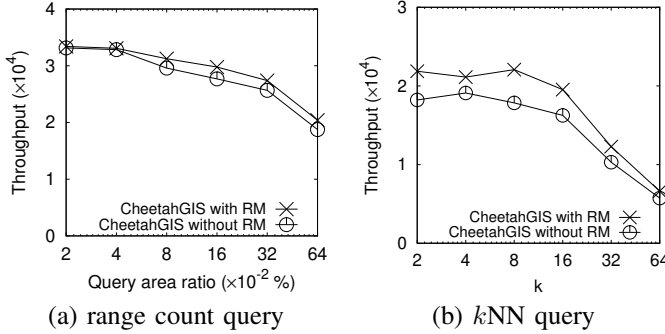 4
3
2
1
0
Throughput (×10⁴)
CheetahGIS with RM
CheetahGIS without RM
2 4 8 16 32 64
Query area ratio (×10⁻² %)
(a) range count query
3
2
1
0
Throughput (×10⁴)
CheetahGIS with RM
CheetahGIS without RM
2 4 8 16 32 64
k
(b) kNN query